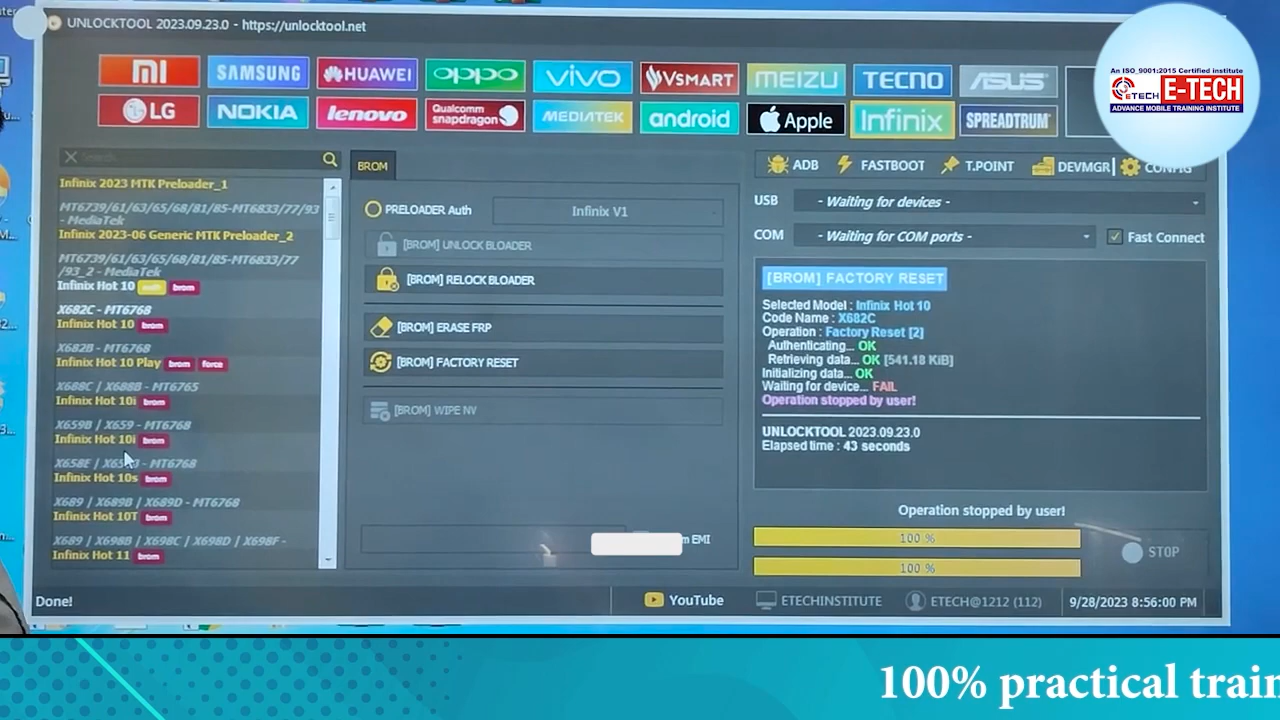 UNLOCKTOOL 2023.09.23.0 - https://unlocktool.net
MI SAMSUNG HUAWEI OPPO VIVO VSMART MEIZU TECNO ASUS
LG NOKIA lenovo Qualcomm snapdragon MEDIATEK android Apple Infinix SPREADTRUM
An ISO_9001:2015 Certified institute
ETECH E-TECH
ADVANCE MOBILE TRAINING INSTITUTE
Search...
Infinix 2023 MTK Preloader_1
MT6739/61/63/65/68/81/85-MT6833/77/93
- MediaTek
Infinix 2023-06 Generic MTK Preloader_2
MT6739/61/63/65/68/81/85-MT6833/77
/93_2 - MediaTek
Infinix Hot 10 brom
X682C - MT6768
Infinix Hot 10 brom
X682B - MT6768
Infinix Hot 10 Play brom force
X688C | X688B - MT6765
Infinix Hot 10i brom
X659B | X659 - MT6768
Infinix Hot 10i brom
X658E | - MT6768
Infinix Hot 10s brom
X689 | X689B | X689D - MT6768
Infinix Hot 10T brom
X689 | X698B | X698C | X698D | X698F -
Infinix Hot 11 brom
BROM
PRELOADER Auth Infinix V1
[BROM] UNLOCK BLOADER
[BROM] RELOCK BLOADER
[BROM] ERASE FRP
[BROM] FACTORY RESET
[BROM] WIPE NV
EMI
ADB FASTBOOT T.POINT DEVMGR CONFIG
USB - Waiting for devices -
COM - Waiting for COM ports - Fast Connect
[BROM] FACTORY RESET
Selected Model : Infinix Hot 10
Code Name : X682C
Operation : Factory Reset [2]
Authenticating... OK
Retrieving data... OK [541.18 KiB]
Initializing data... OK
Waiting for device... FAIL
Operation stopped by user!
UNLOCKTOOL 2023.09.23.0
Elapsed time : 43 seconds
Operation stopped by user!
100 %
100 %
STOP
Done! YouTube ETECHINSTITUTE ETECH@1212 (112) 9/28/2023 8:56:00 PM
100% practical train